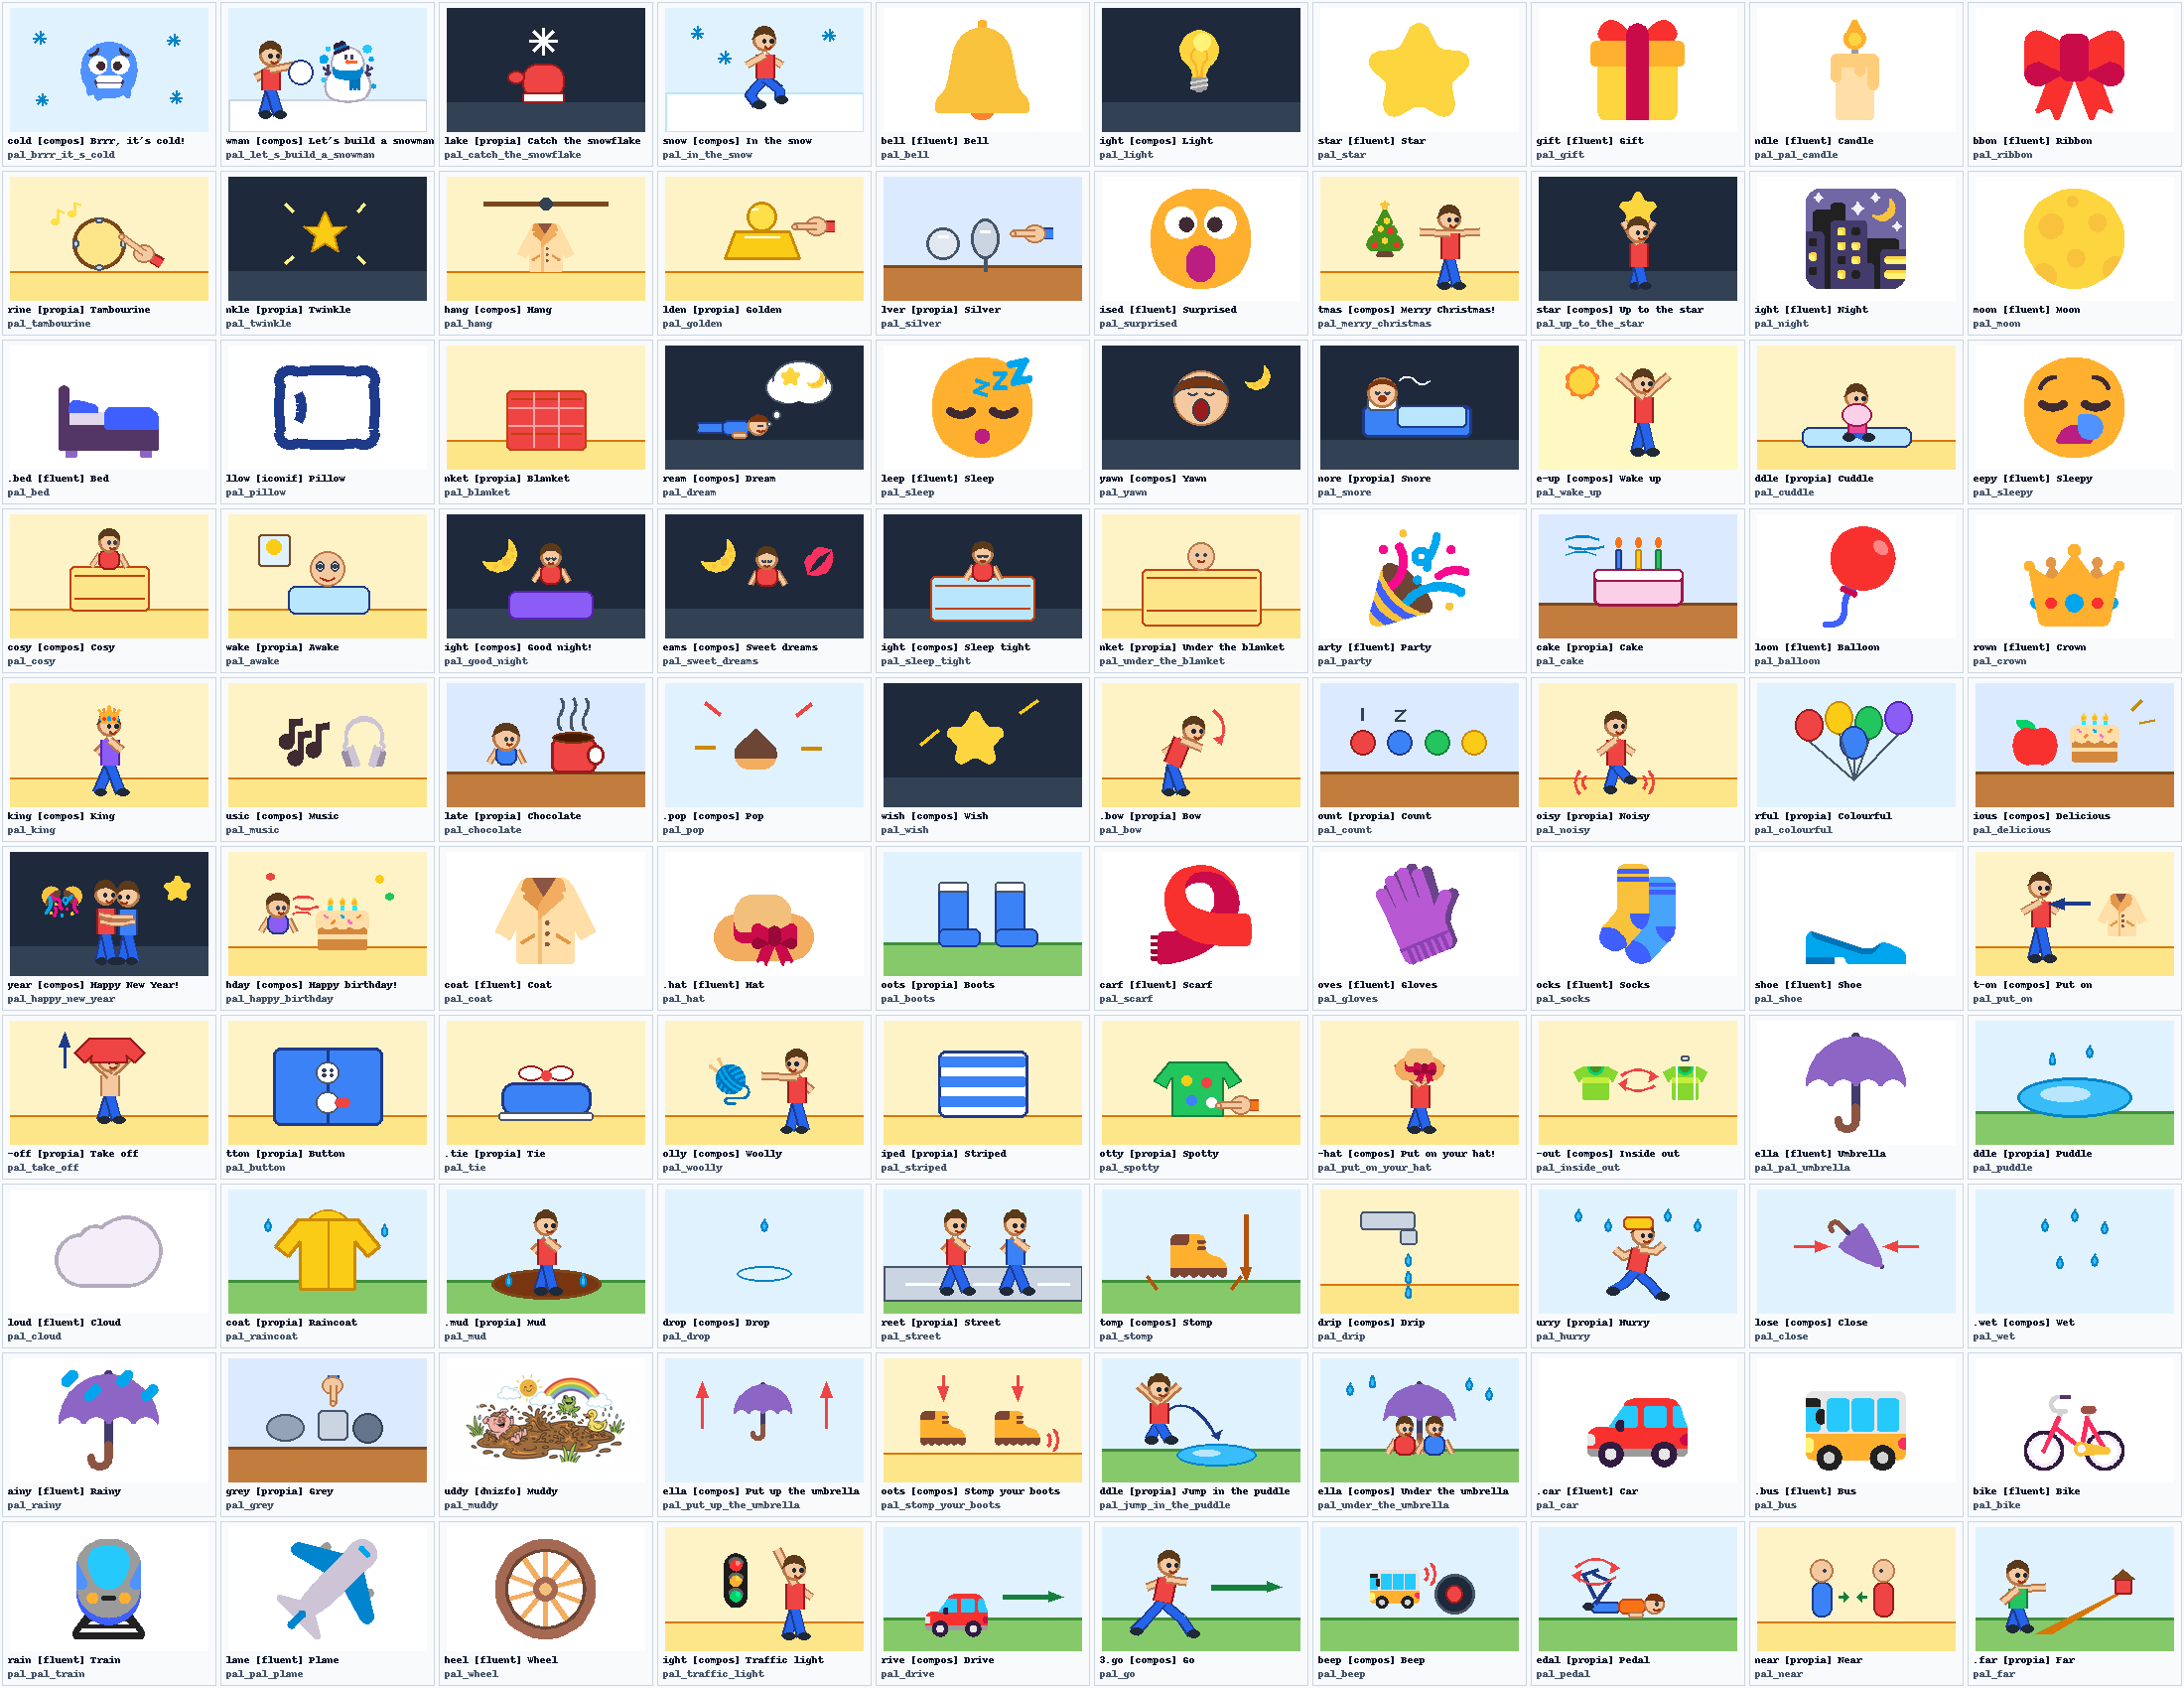 cold [compos] Brrr, it's cold!
pal_brrr_it_s_cold
wman [compos] Let's build a snowman
pal_let_s_build_a_snowman
lake [propia] Catch the snowflake
pal_catch_the_snowflake
snow [compos] In the snow
pal_in_the_snow
bell [fluent] Bell
pal_bell
ight [compos] Light
pal_light
star [fluent] Star
pal_star
gift [fluent] Gift
pal_gift
ndle [fluent] Candle
pal_pal_candle
bbon [fluent] Ribbon
pal_ribbon
rine [propia] Tambourine
pal_tambourine
nkle [propia] Twinkle
pal_twinkle
hang [compos] Hang
pal_hang
lden [propia] Golden
pal_golden
lver [propia] Silver
pal_silver
ised [fluent] Surprised
pal_surprised
tmas [compos] Merry Christmas!
pal_merry_christmas
star [compos] Up to the star
pal_up_to_the_star
ight [fluent] Night
pal_night
moon [fluent] Moon
pal_moon
.bed [fluent] Bed
pal_bed
llow [iconif] Pillow
pal_pillow
nket [propia] Blanket
pal_blanket
ream [compos] Dream
pal_dream
leep [fluent] Sleep
pal_sleep
yawn [compos] Yawn
pal_yawn
nore [propia] Snore
pal_snore
e-up [compos] Wake up
pal_wake_up
ddle [propia] Cuddle
pal_cuddle
eepy [fluent] Sleepy
pal_sleepy
cosy [compos] Cosy
pal_cosy
wake [propia] Awake
pal_awake
ight [compos] Good night!
pal_good_night
eams [compos] Sweet dreams
pal_sweet_dreams
ight [compos] Sleep tight
pal_sleep_tight
nket [propia] Under the blanket
pal_under_the_blanket
arty [fluent] Party
pal_party
cake [propia] Cake
pal_cake
loon [fluent] Balloon
pal_balloon
rown [fluent] Crown
pal_crown
king [compos] King
pal_king
usic [compos] Music
pal_music
late [propia] Chocolate
pal_chocolate
.pop [compos] Pop
pal_pop
wish [compos] Wish
pal_wish
.bow [propia] Bow
pal_bow
ount [propia] Count
pal_count
oisy [propia] Noisy
pal_noisy
rful [propia] Colourful
pal_colourful
ious [compos] Delicious
pal_delicious
year [compos] Happy New Year!
pal_happy_new_year
hday [compos] Happy birthday!
pal_happy_birthday
coat [fluent] Coat
pal_coat
.hat [fluent] Hat
pal_hat
oots [propia] Boots
pal_boots
carf [fluent] Scarf
pal_scarf
oves [fluent] Gloves
pal_gloves
ocks [fluent] Socks
pal_socks
shoe [fluent] Shoe
pal_shoe
t-on [compos] Put on
pal_put_on
-off [propia] Take off
pal_take_off
tton [propia] Button
pal_button
.tie [propia] Tie
pal_tie
olly [compos] Woolly
pal_woolly
iped [propia] Striped
pal_striped
otty [propia] Spotty
pal_spotty
-hat [compos] Put on your hat!
pal_put_on_your_hat
-out [compos] Inside out
pal_inside_out
ella [fluent] Umbrella
pal_pal_umbrella
ddle [propia] Puddle
pal_puddle
loud [fluent] Cloud
pal_cloud
coat [propia] Raincoat
pal_raincoat
.mud [propia] Mud
pal_mud
drop [compos] Drop
pal_drop
reet [propia] Street
pal_street
tomp [compos] Stomp
pal_stomp
drip [compos] Drip
pal_drip
urry [propia] Hurry
pal_hurry
lose [compos] Close
pal_close
.wet [compos] Wet
pal_wet
ainy [fluent] Rainy
pal_rainy
grey [propia] Grey
pal_grey
uddy [dhizfo] Muddy
pal_muddy
ella [compos] Put up the umbrella
pal_put_up_the_umbrella
oots [compos] Stomp your boots
pal_stomp_your_boots
ddle [propia] Jump in the puddle
pal_jump_in_the_puddle
ella [compos] Under the umbrella
pal_under_the_umbrella
.car [fluent] Car
pal_car
.bus [fluent] Bus
pal_bus
bike [fluent] Bike
pal_bike
rain [fluent] Train
pal_pal_train
lane [fluent] Plane
pal_pal_plane
heel [fluent] Wheel
pal_wheel
ight [compos] Traffic light
pal_traffic_light
rive [compos] Drive
pal_drive
3.go [compos] Go
pal_go
beep [compos] Beep
pal_beep
edal [propia] Pedal
pal_pedal
near [propia] Near
pal_near
.far [propia] Far
pal_far